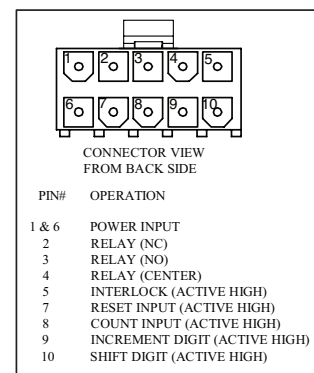 1 2 3 4 5
6 7 8 9 10
CONNECTOR VIEW
FROM BACK SIDE
PIN# OPERATION
1 & 6 POWER INPUT
2 RELAY (NC)
3 RELAY (NO)
4 RELAY (CENTER)
5 INTERLOCK (ACTIVE HIGH)
7 RESET INPUT (ACTIVE HIGH)
8 COUNT INPUT (ACTIVE HIGH)
9 INCREMENT DIGIT (ACTIVE HIGH)
10 SHIFT DIGIT (ACTIVE HIGH)